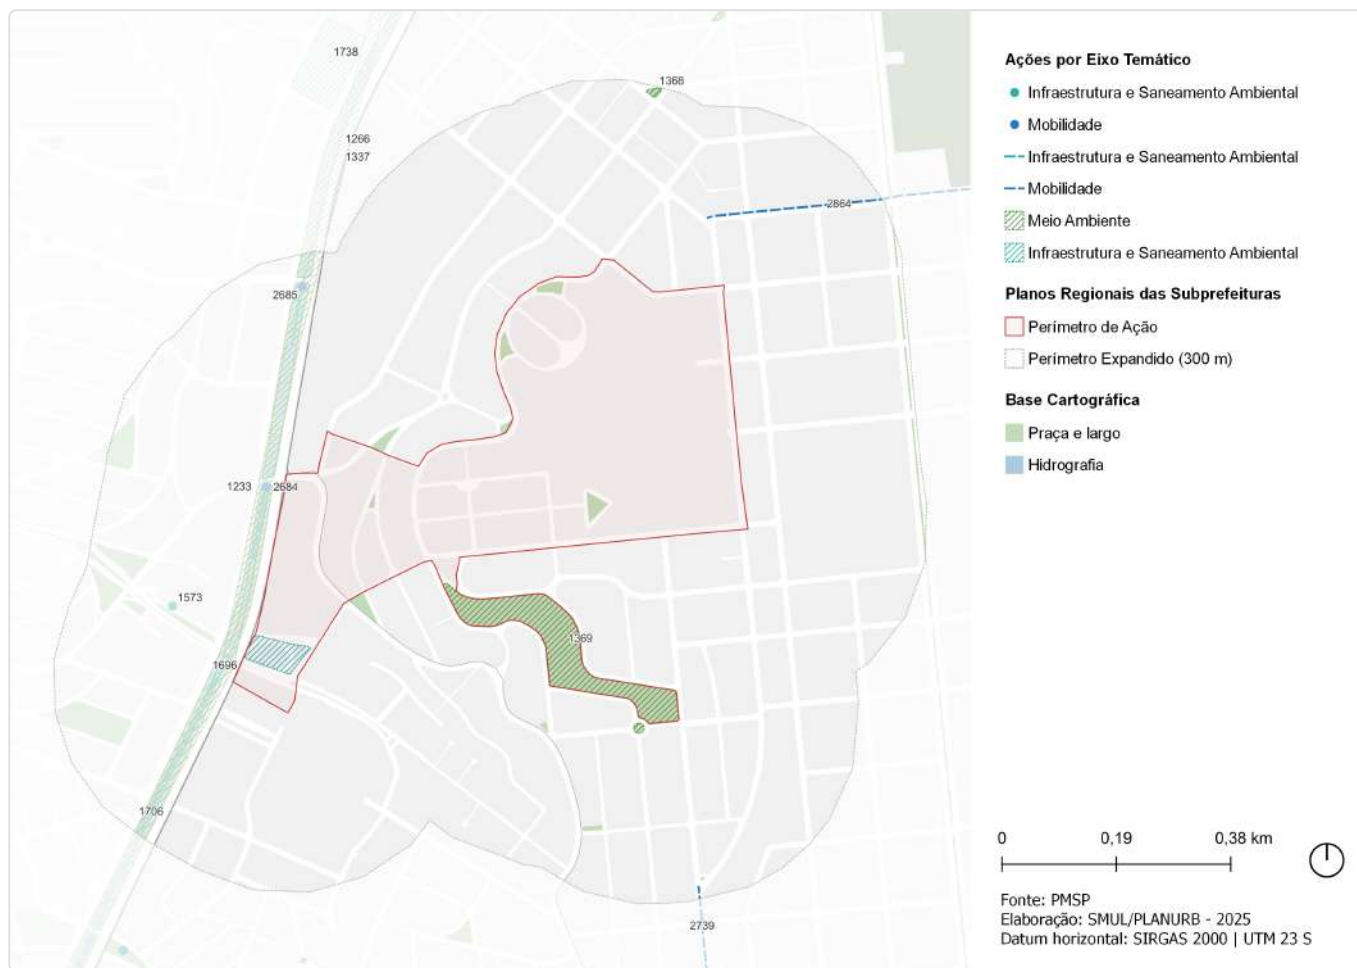 1738
1368
1266
1337
2864
2685
1233
2684
1573
1369
1696
1706
2739
Ações por Eixo Temático
Infraestrutura e Saneamento Ambiental
Mobilidade
Infraestrutura e Saneamento Ambiental
Mobilidade
Meio Ambiente
Infraestrutura e Saneamento Ambiental
Planos Regionais das Subprefeituras
Perímetro de Ação
Perímetro Expandido (300 m)
Base Cartográfica
Praça e largo
Hidrografia
0 0,19 0,38 km
Fonte: PMSP
Elaboração: SMUL/PLANURB - 2025
Datum horizontal: SIRGAS 2000 | UTM 23 S